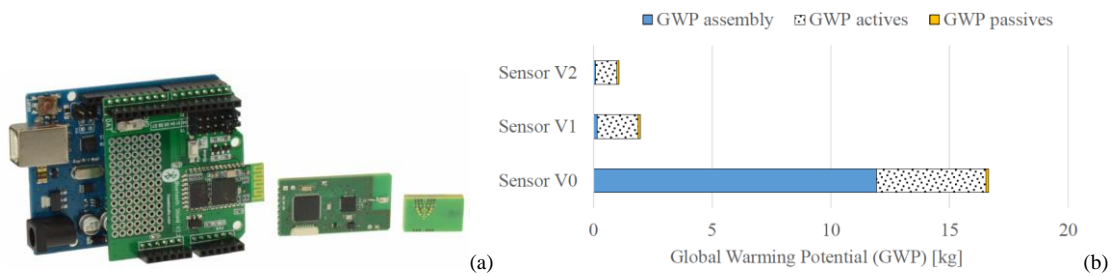 GWP assembly GWP actives GWP passives
Sensor V2
Sensor V1
Sensor V0
0 5 10 15 20
Global Warming Potential (GWP) [kg]
(a)
(b)